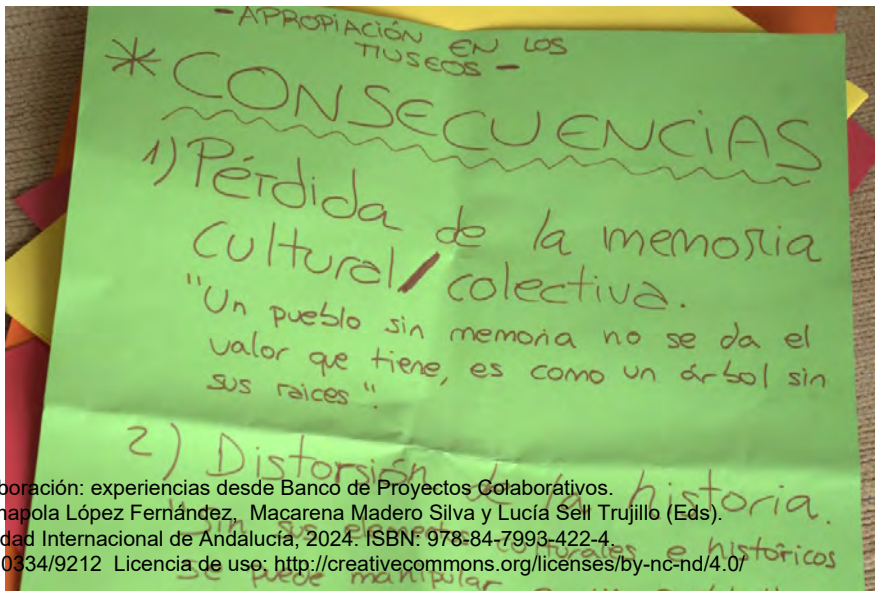 -APROPIACIÓN EN LOS
MUSEOS-
* CONSECUENCIAS
1) Pérdida de la memoria
cultural/colectiva.
"Un pueblo sin memoria no se da el
valor que tiene, es como un árbol sin
sus raices".
2) Distorsión de la historia.
"Sin sus elementos culturales e históricos
se puede manipular
boración: experiencias desde Banco de Proyectos Colaborativos.
apola López Fernández, Macarena Madero Silva y Lucía Sell Trujillo (Eds).
dad Internacional de Andalucía, 2024. ISBN: 978-84-7993-422-4.
0334/9212 Licencia de uso: http://creativecommons.org/licenses/by-nc-nd/4.0/